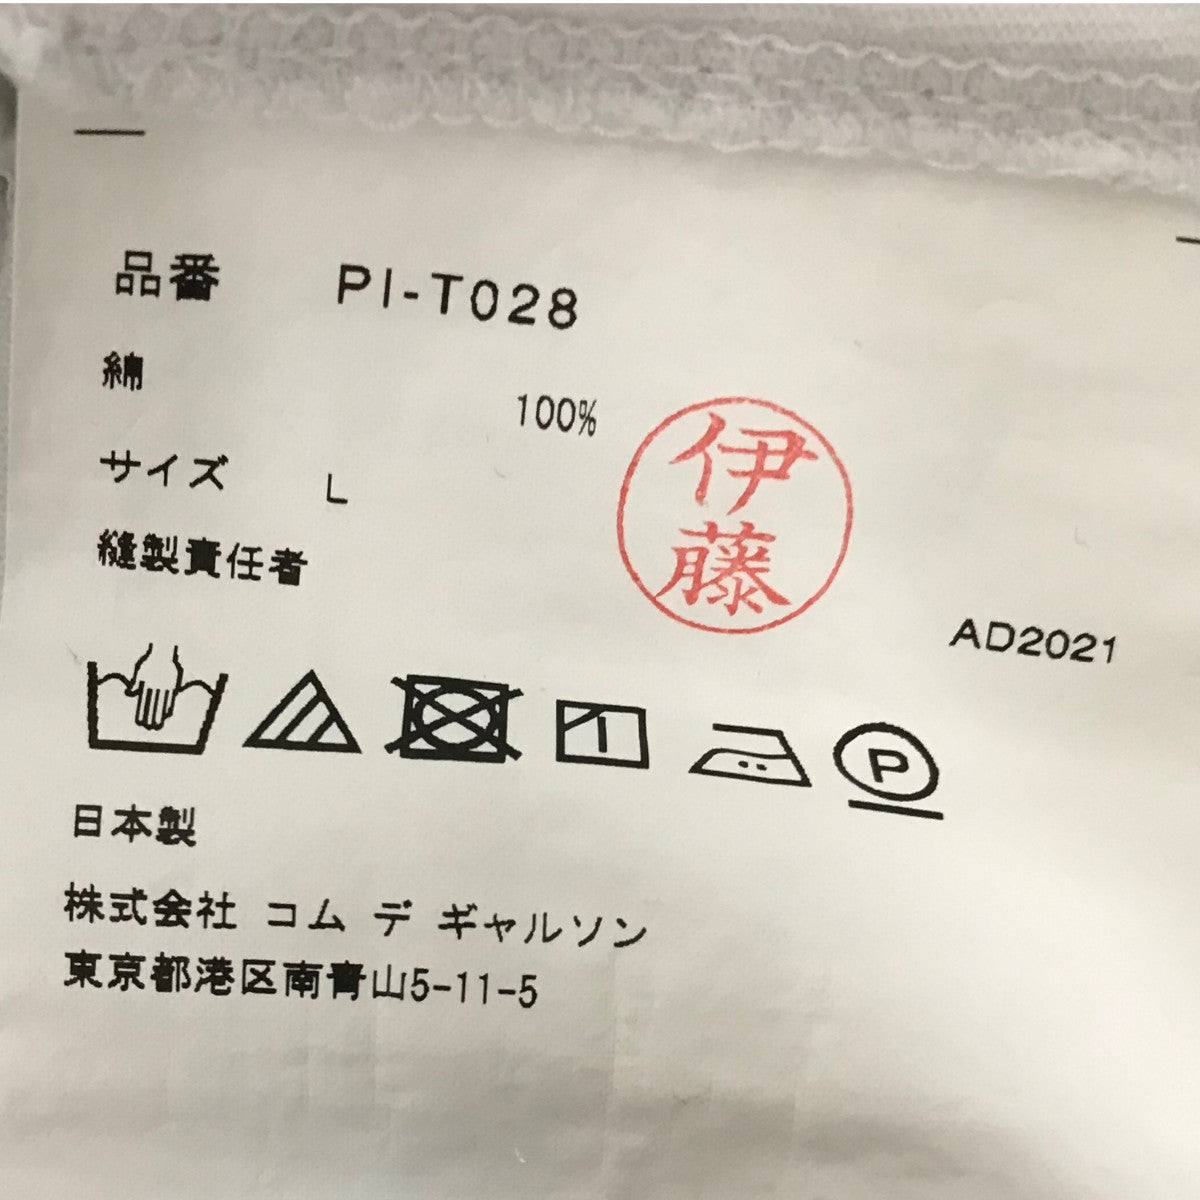 品番 PI-T028
綿 100%
サイズ L
縫製責任者
伊
藤
AD2021
P
日本製
株式会社 コム デ ギャルソン
東京都港区南青山5-11-5